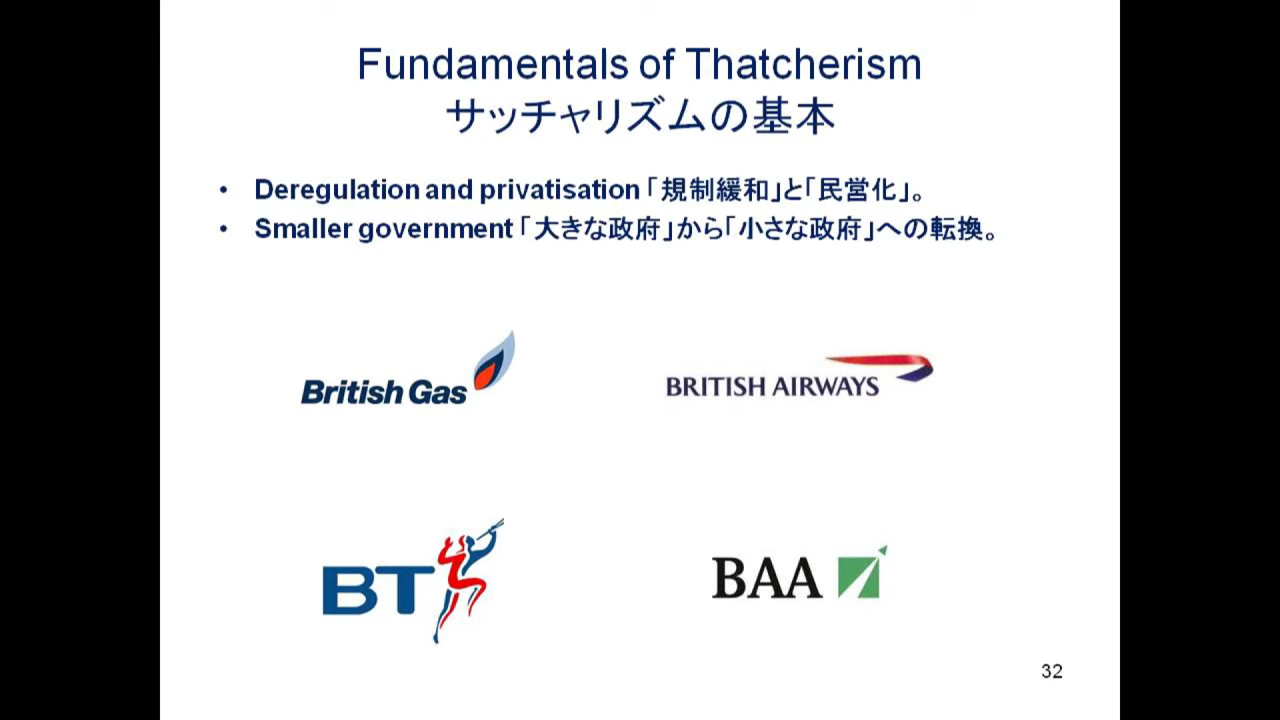 Fundamentals of Thatcherism
サッチャリズムの基本
• Deregulation and privatisation「規制緩和」と「民営化」。
• Smaller government「大きな政府」から「小さな政府」への転換。
British Gas
BRITISH AIRWAYS
BT
BAA
32